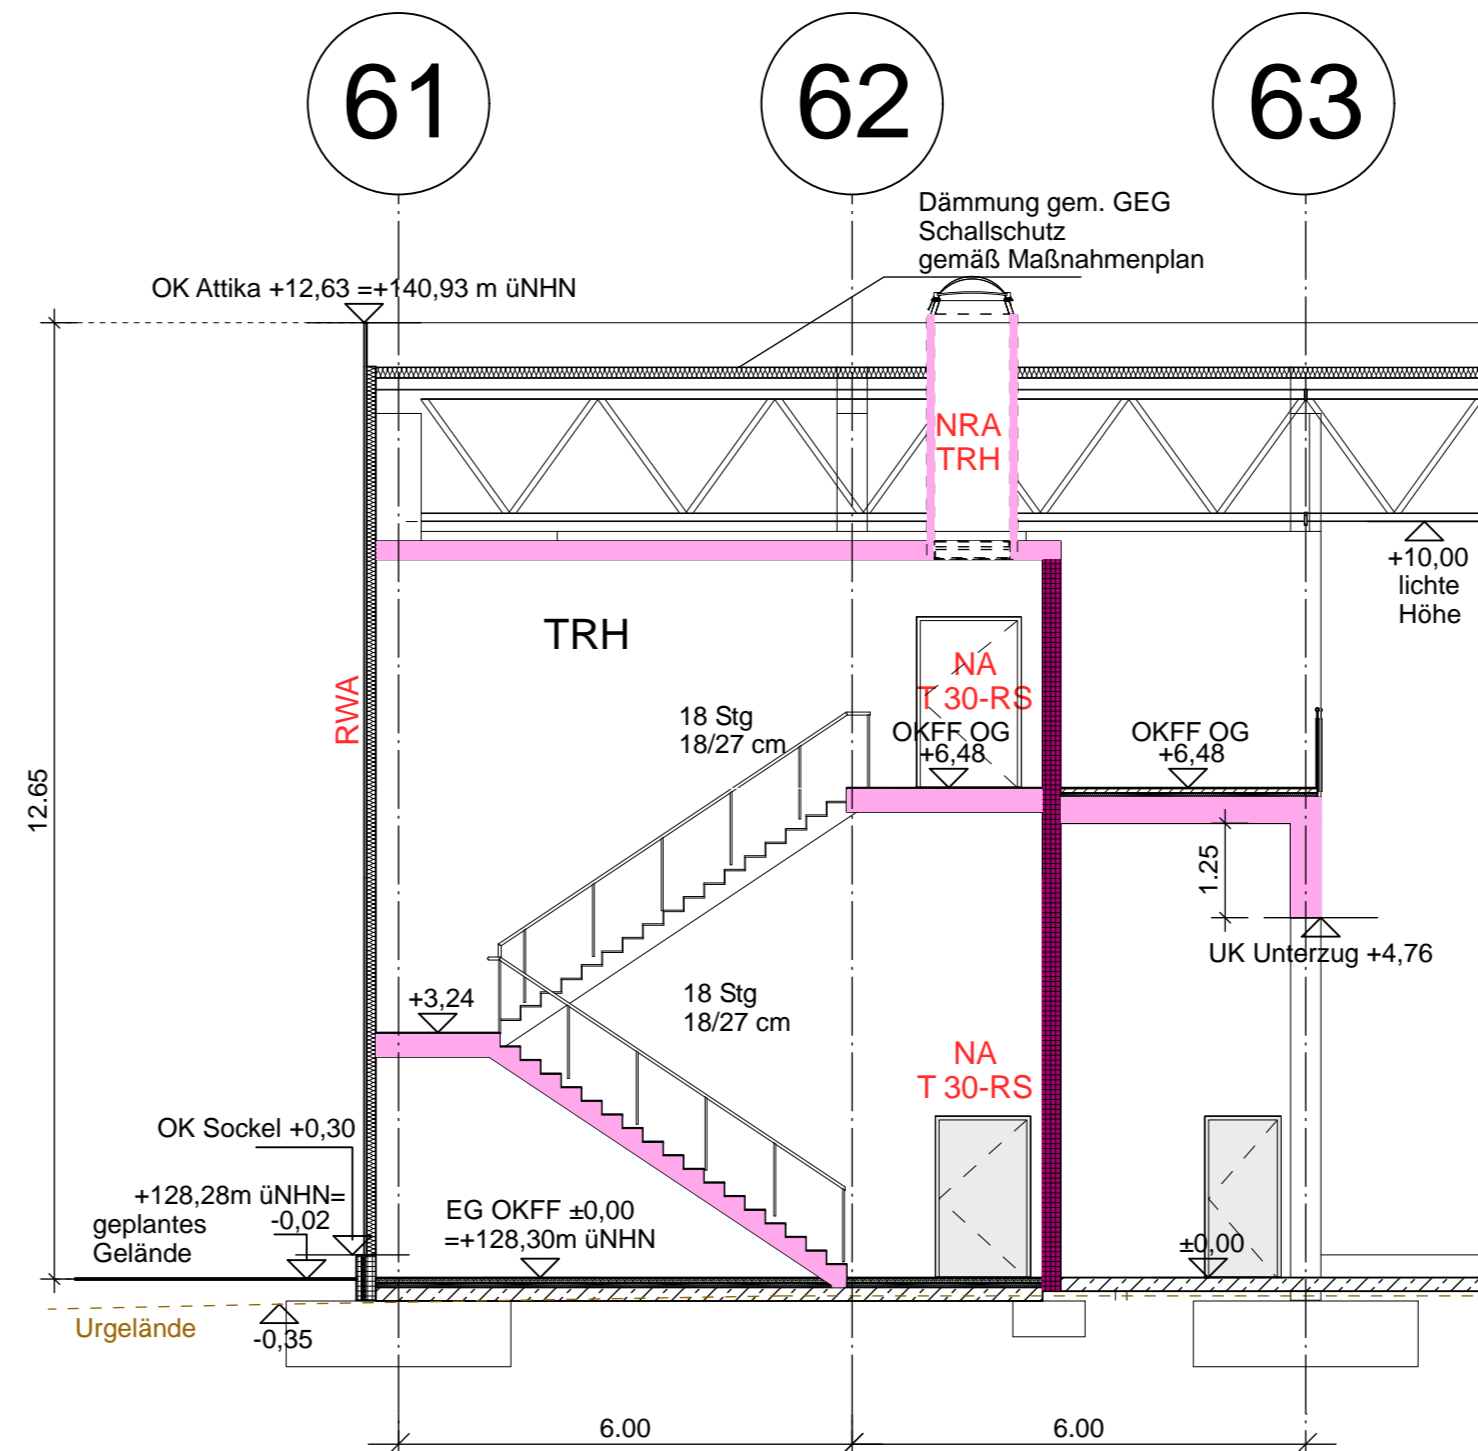 61
62
63
Dämmung gem. GEG
Schallschutz
gemäß Maßnahmenplan
OK Attika +12,63 =+140,93 m üNHN
NRA
TRH
+10,00
lichte
Höhe
TRH
NA
T 30-RS
RWA
18 Stg
18/27 cm
OKFF OG
+6,48
OKFF OG
+6,48
12.65
1.25
UK Unterzug +4,76
+3,24
18 Stg
18/27 cm
NA
T 30-RS
OK Sockel +0,30
+128,28m üNHN=
-0,02
geplantes
Gelände
EG OKFF ±0,00
=+128,30m üNHN
±0,00
Urgelände
-0,35
6.00
6.00